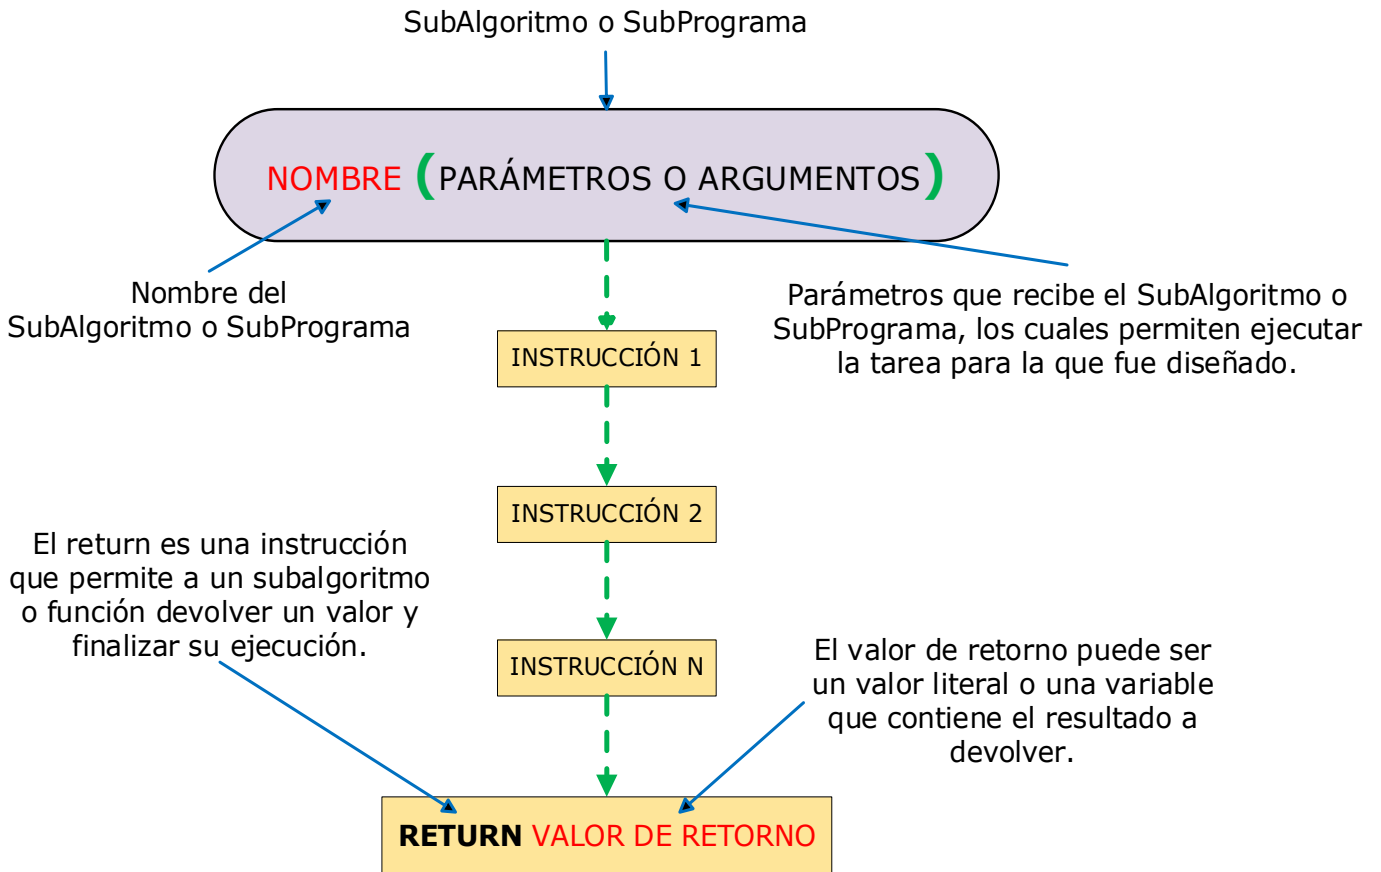 SubAlgoritmo o SubPrograma
NOMBRE (PARÁMETROS O ARGUMENTOS)
Nombre del
SubAlgoritmo o SubPrograma
Parámetros que recibe el SubAlgoritmo o
SubPrograma, los cuales permiten ejecutar
la tarea para la que fue diseñado.
INSTRUCCIÓN 1
INSTRUCCIÓN 2
El return es una instrucción
que permite a un subalgoritmo
o función devolver un valor y
finalizar su ejecución.
INSTRUCCIÓN N
El valor de retorno puede ser
un valor literal o una variable
que contiene el resultado a
devolver.
RETURN VALOR DE RETORNO